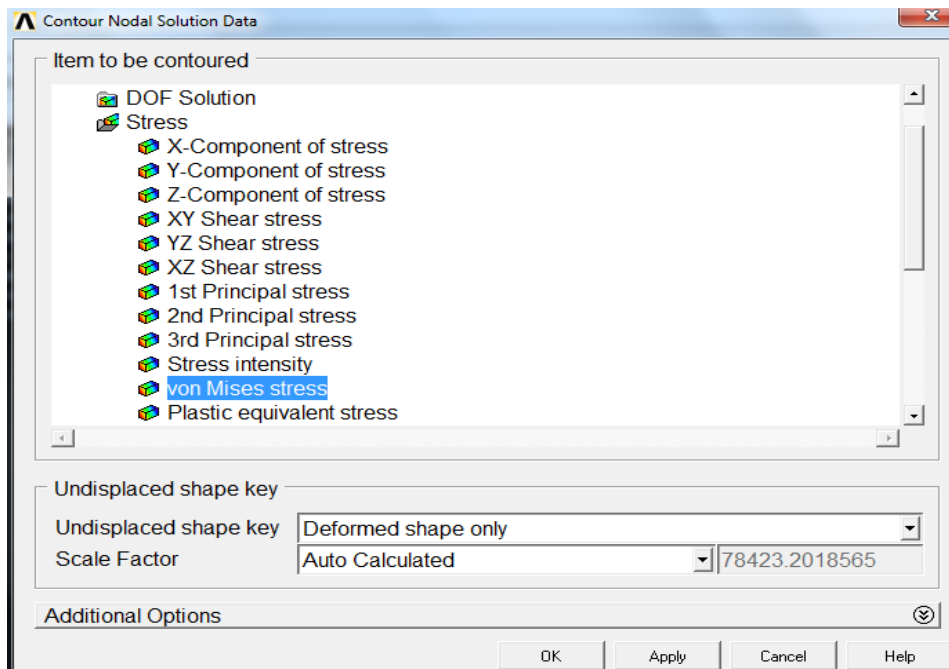 Contour Nodal Solution Data
Item to be contoured
DOF Solution
Stress
X-Component of stress
Y-Component of stress
Z-Component of stress
XY Shear stress
YZ Shear stress
XZ Shear stress
1st Principal stress
2nd Principal stress
3rd Principal stress
Stress intensity
von Mises stress
Plastic equivalent stress
Undisplaced shape key
Undisplaced shape key Deformed shape only
Scale Factor Auto Calculated 78423.2018565
Additional Options
OK Apply Cancel Help